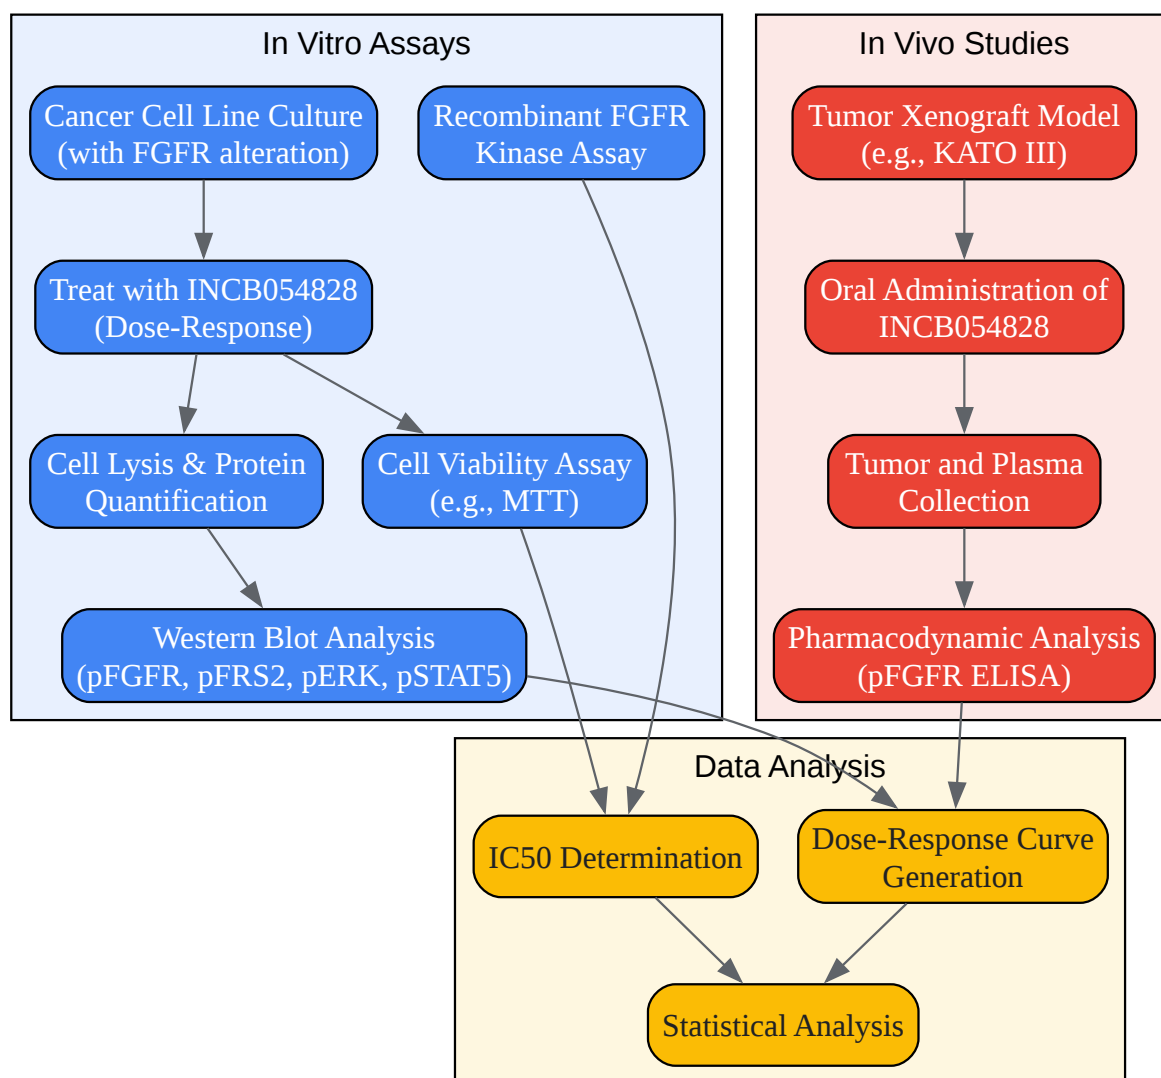 In Vitro Assays
Cancer Cell Line Culture
(with FGFR alteration)
Recombinant FGFR
Kinase Assay
Treat with INCB054828
(Dose-Response)
Cell Lysis & Protein
Quantification
Cell Viability Assay
(e.g., MTT)
Western Blot Analysis
(pFGFR, pFRS2, pERK, pSTAT5)
In Vivo Studies
Tumor Xenograft Model
(e.g., KATO III)
Oral Administration of
INCB054828
Tumor and Plasma
Collection
Pharmacodynamic Analysis
(pFGFR ELISA)
Data Analysis
IC50 Determination
Dose-Response Curve
Generation
Statistical Analysis